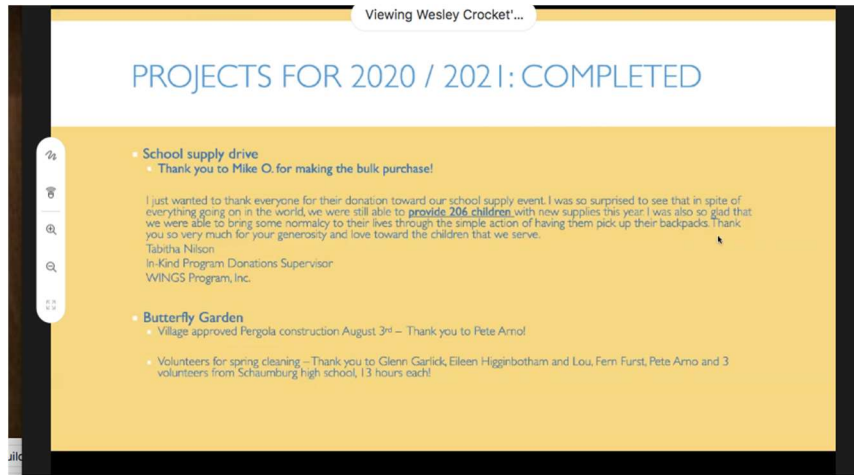 Viewing Wesley Crocket'...
PROJECTS FOR 2020 / 2021: COMPLETED
School supply drive
Thank you to Mike O. for making the bulk purchase!
I just wanted to thank everyone for their donation toward our school supply event. I was so surprised to see that in spite of
everything going on in the world, we were still able to provide 206 children with new supplies this year. I was also so glad that
we were able to bring some normalcy to their lives through the simple action of having them pick up their backpacks. Thank
you so very much for your generosity and love toward the children that we serve.
Tabitha Nilson
In-Kind Program Donations Supervisor
WINGS Program, Inc.
Butterfly Garden
Village approved Pergola construction August 3rd – Thank you to Pete Arno!
Volunteers for spring cleaning – Thank you to Glenn Garlick, Eileen Higginbotham and Lou, Fern Furst, Pete Arno and 3
volunteers from Schaumburg high school, 13 hours each!